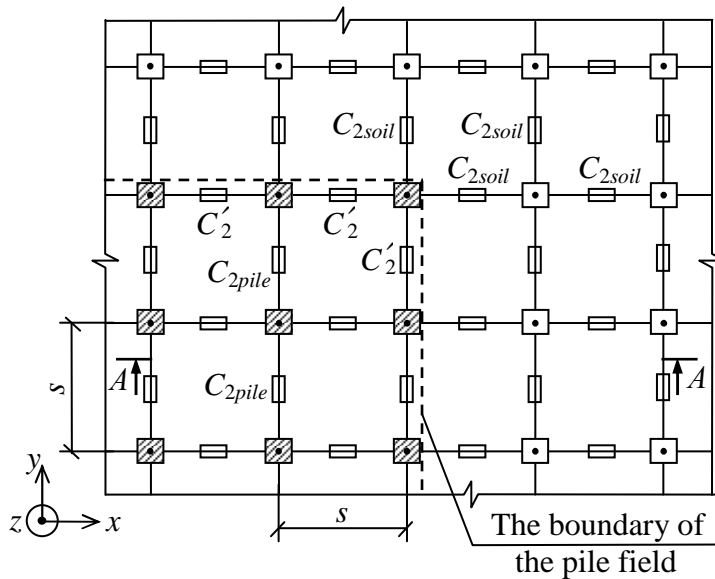 C2soil C2soil
C2soil C2soil
C′2 C′2 C′2
C2pile
s A C2pile A
y
z x s The boundary of
the pile field